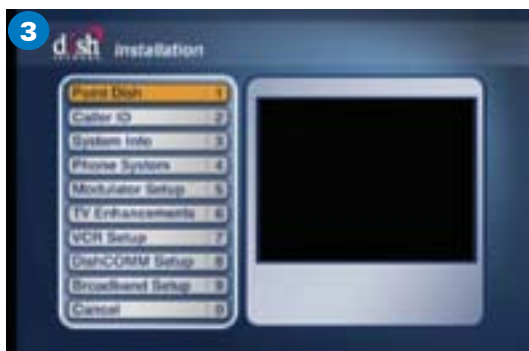 3
dish installation
Point Dish 1
Caller ID 2
System Info 3
Phone System 4
Modulator Setup 5
TV Enhancements 6
VCR Setup 7
DishCOMM Setup 8
Broadband Setup 9
Cancel 0